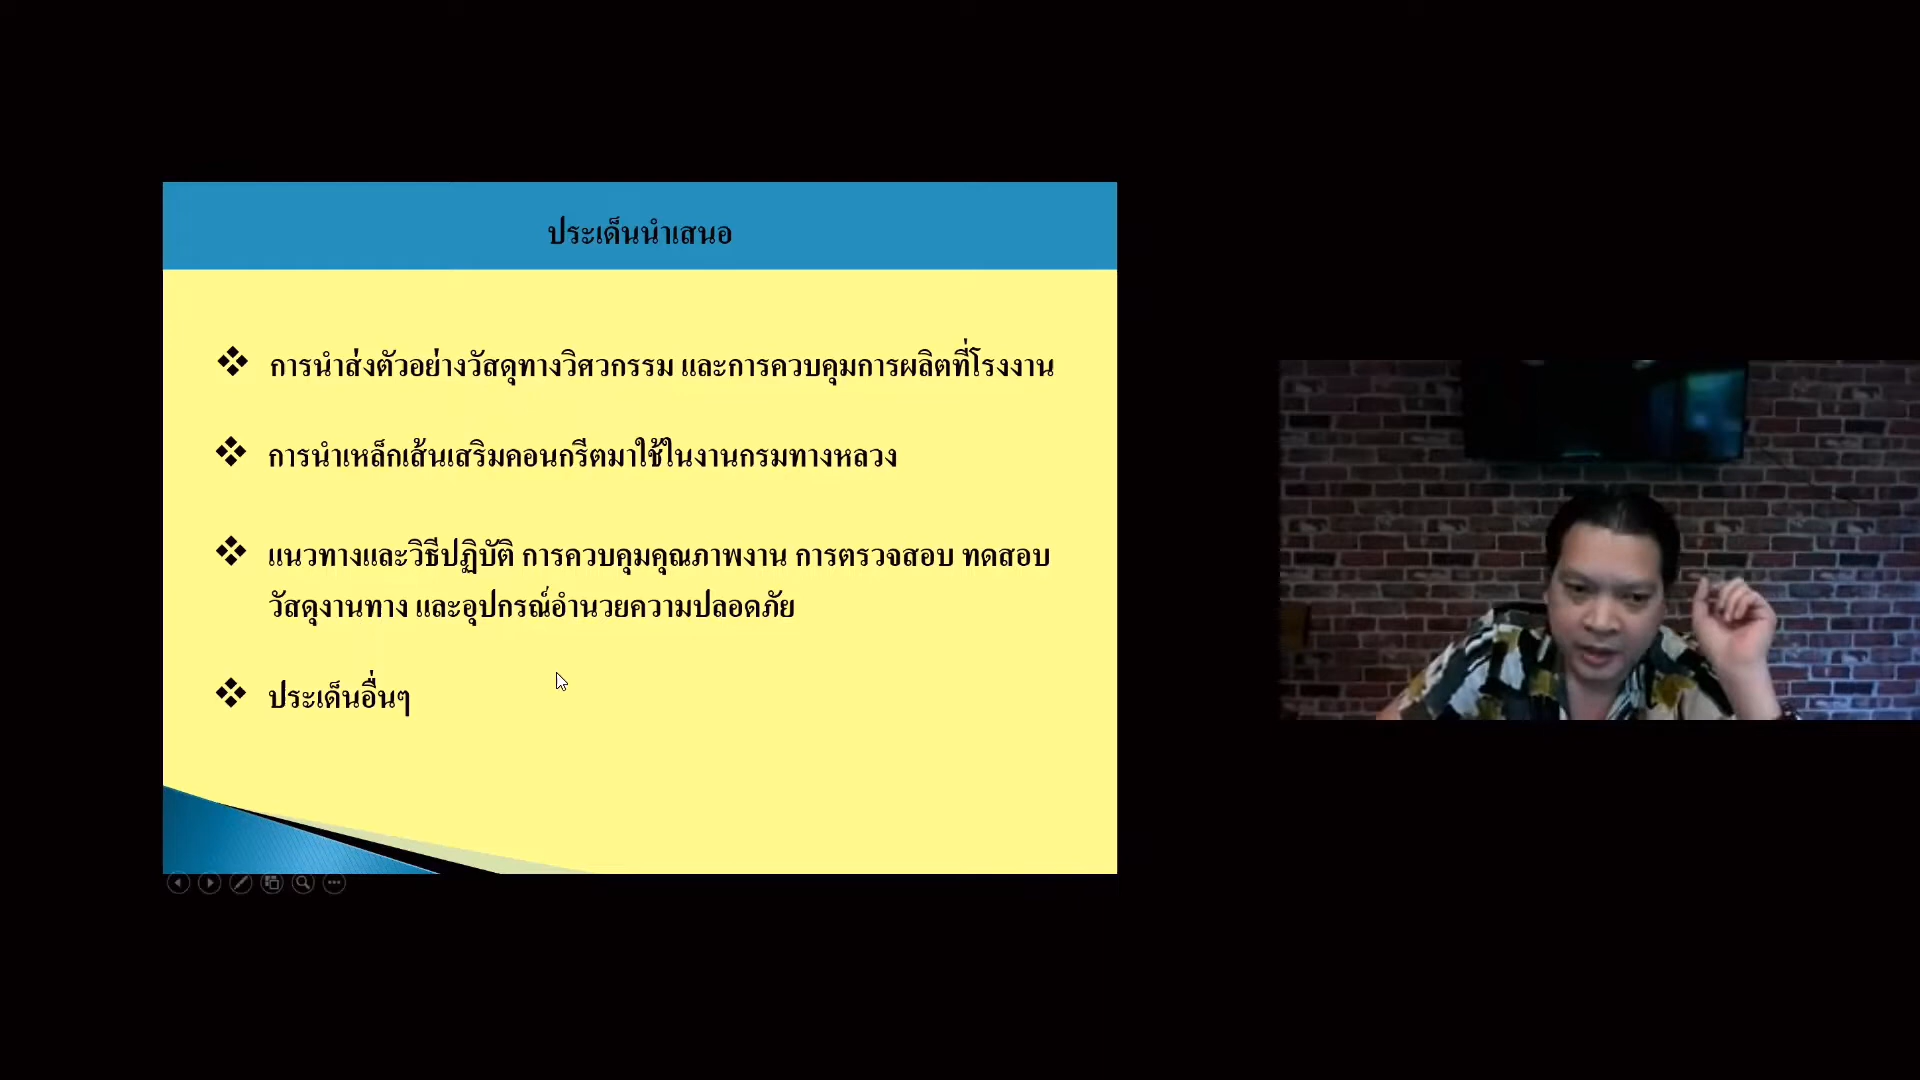 ประเด็นนำเสนอ
❖ การนำส่งตัวอย่างวัสดุทางวิศวกรรม และการควบคุมการผลิตที่โรงงาน
❖ การนำเหล็กเส้นเสริมคอนกรีตมาใช้ในงานกรมทางหลวง
❖ แนวทางและวิธีปฏิบัติ การควบคุมคุณภาพงาน การตรวจสอบ ทดสอบ
วัสดุงานทาง และอุปกรณ์อำนวยความปลอดภัย
❖ ประเด็นอื่นๆ